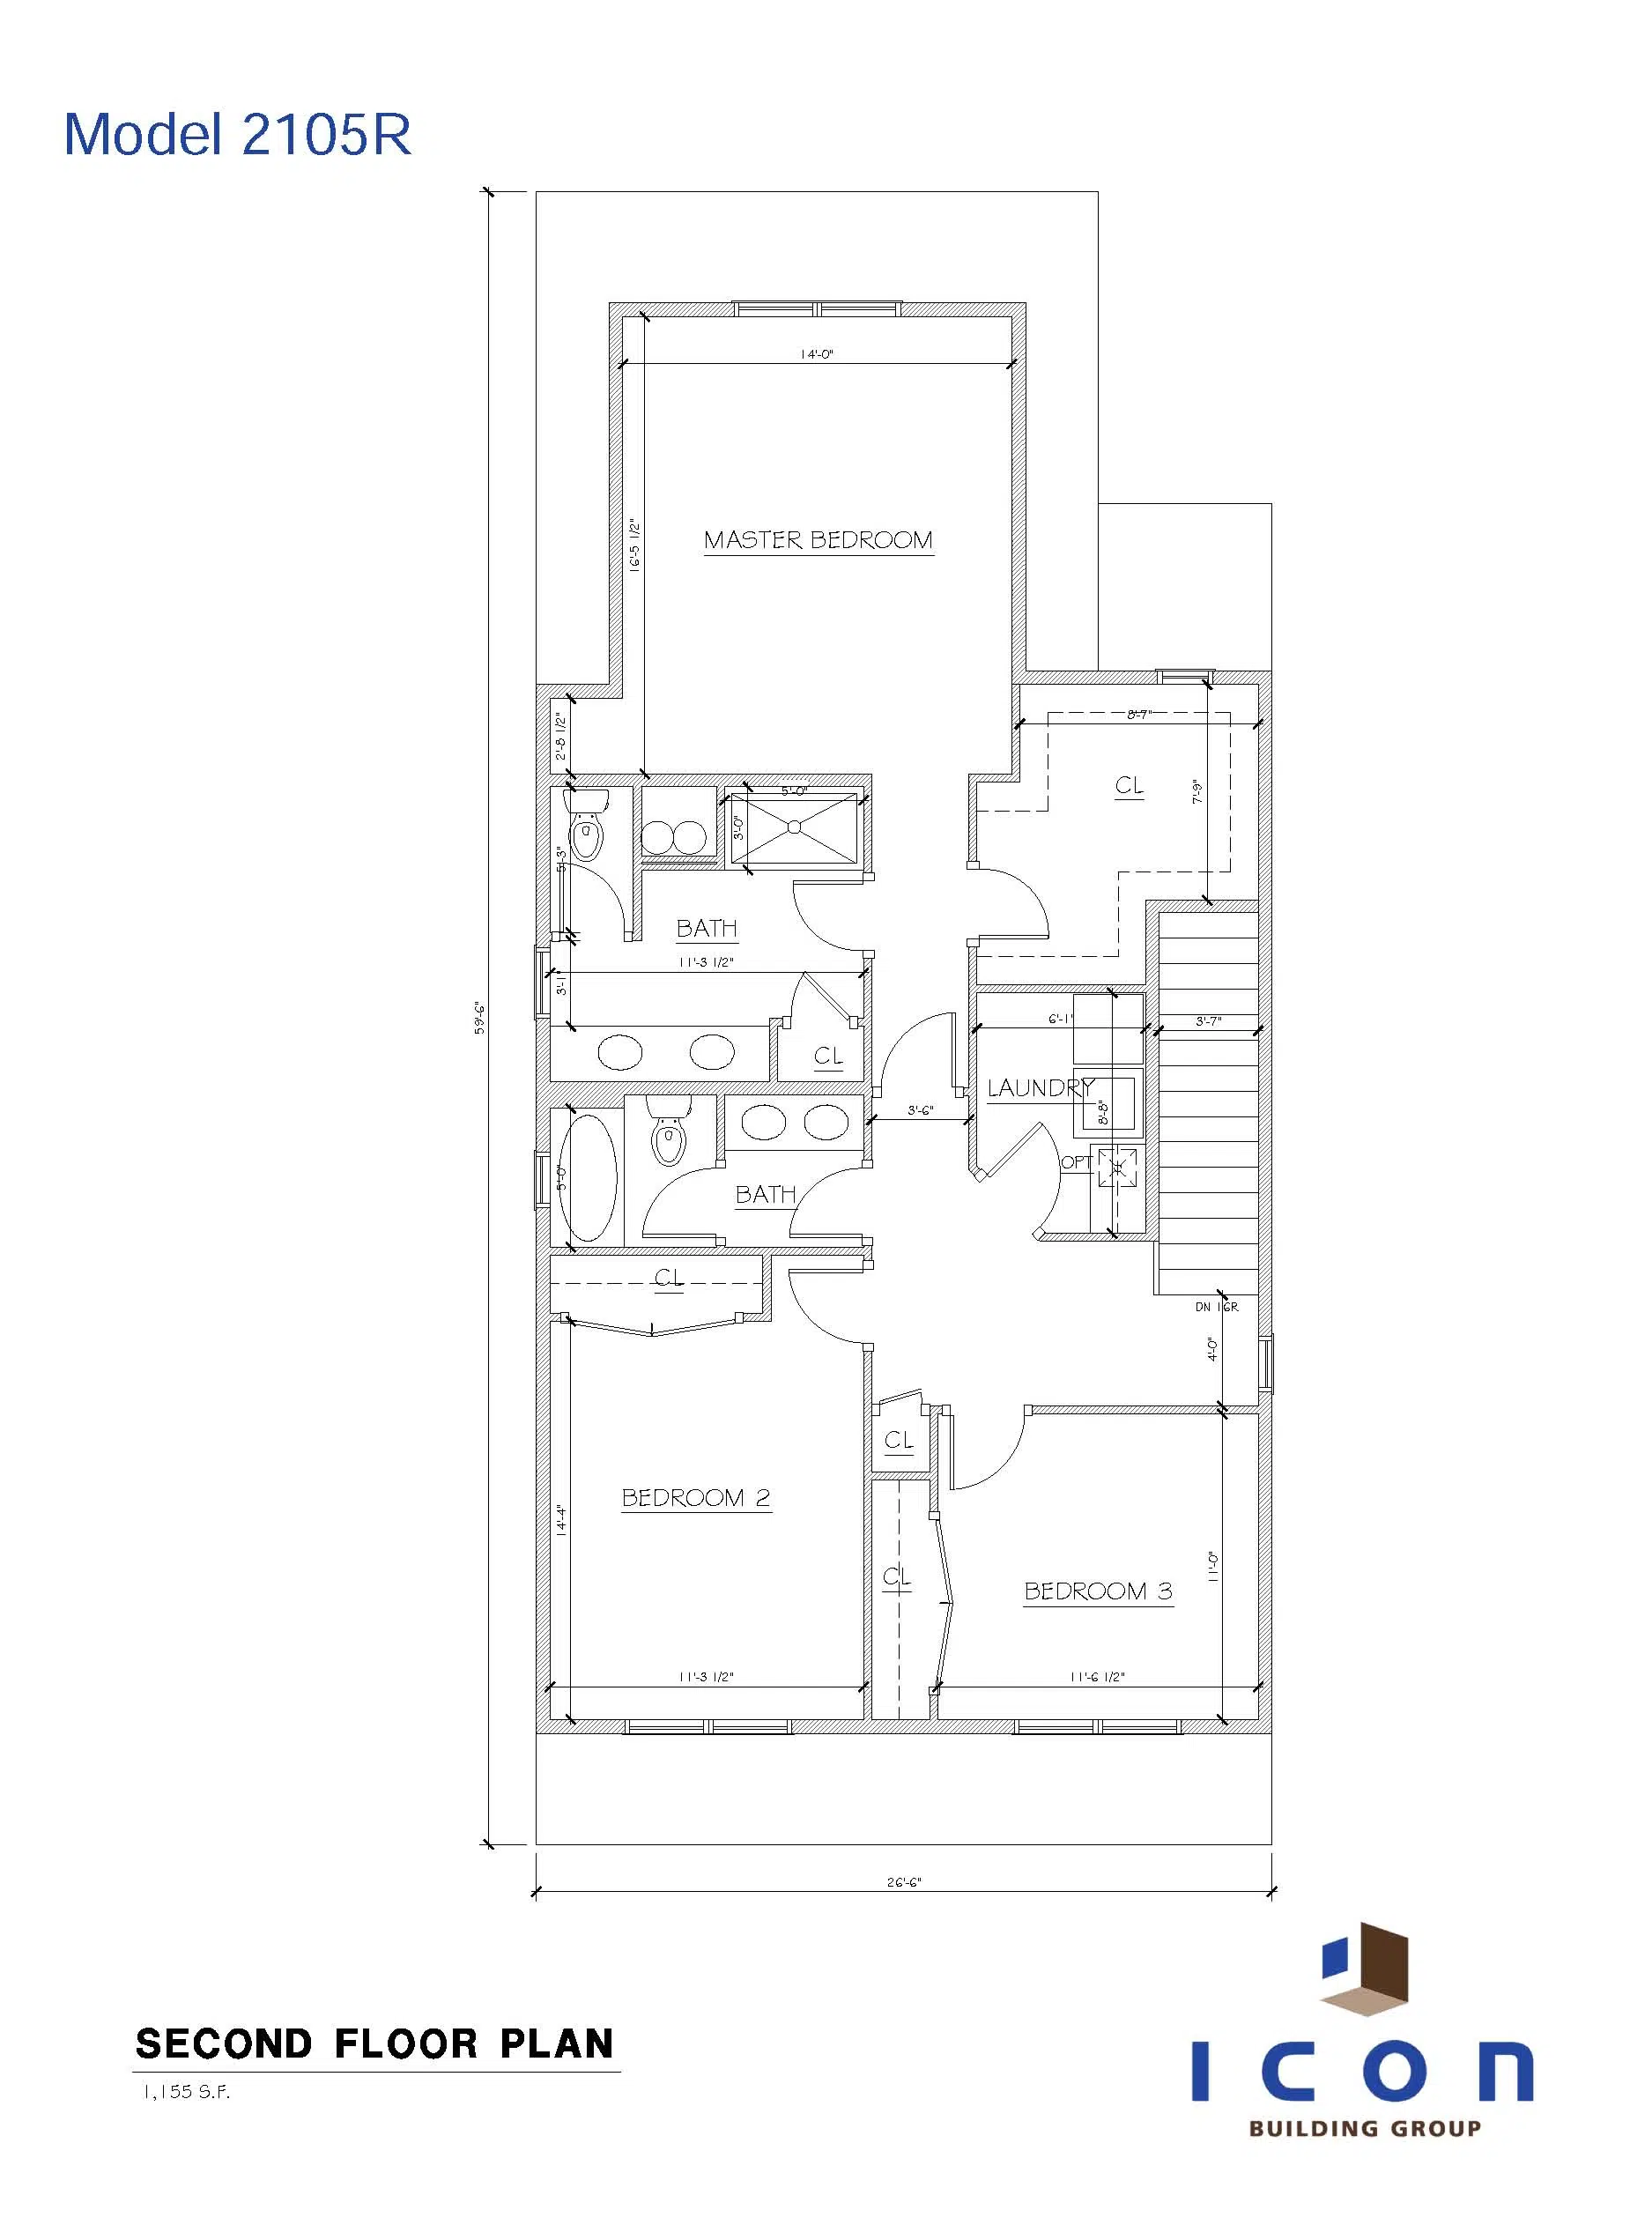 Model 2105R
14'-0"
16'-5 1/2"
MASTER BEDROOM
2'-8 1/2"
8'-7"
CL
7'-9"
5'-0"
3'-0"
5'-3"
BATH
11'-3 1/2"
3'-1"
59'-6"
6'-1"
3'-7"
CL
LAUNDRY
8'-8"
3'-6"
OPT
5'-0"
BATH
CL
DN 16R
4'-0"
CL
BEDROOM 2
14'-4"
CL
11'-0"
BEDROOM 3
11'-3 1/2"
11'-6 1/2"
26'-6"
SECOND FLOOR PLAN
1,155 S.F.
ICON
BUILDING GROUP